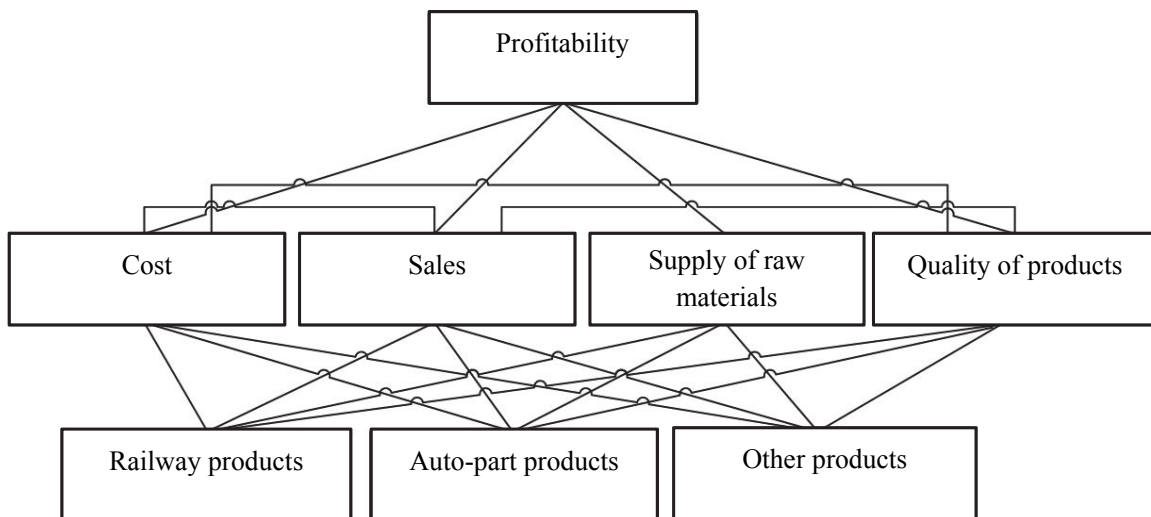 Profitability
Cost
Sales
Supply of raw
materials
Quality of products
Railway products
Auto-part products
Other products